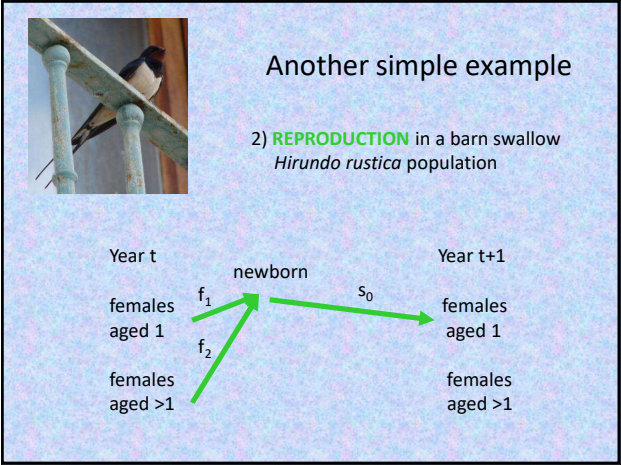 Another simple example
2) REPRODUCTION in a barn swallow
Hirundo rustica population
Year t
Year t+1
newborn
f1
s0
females
aged 1
females
aged 1
f2
females
aged >1
females
aged >1